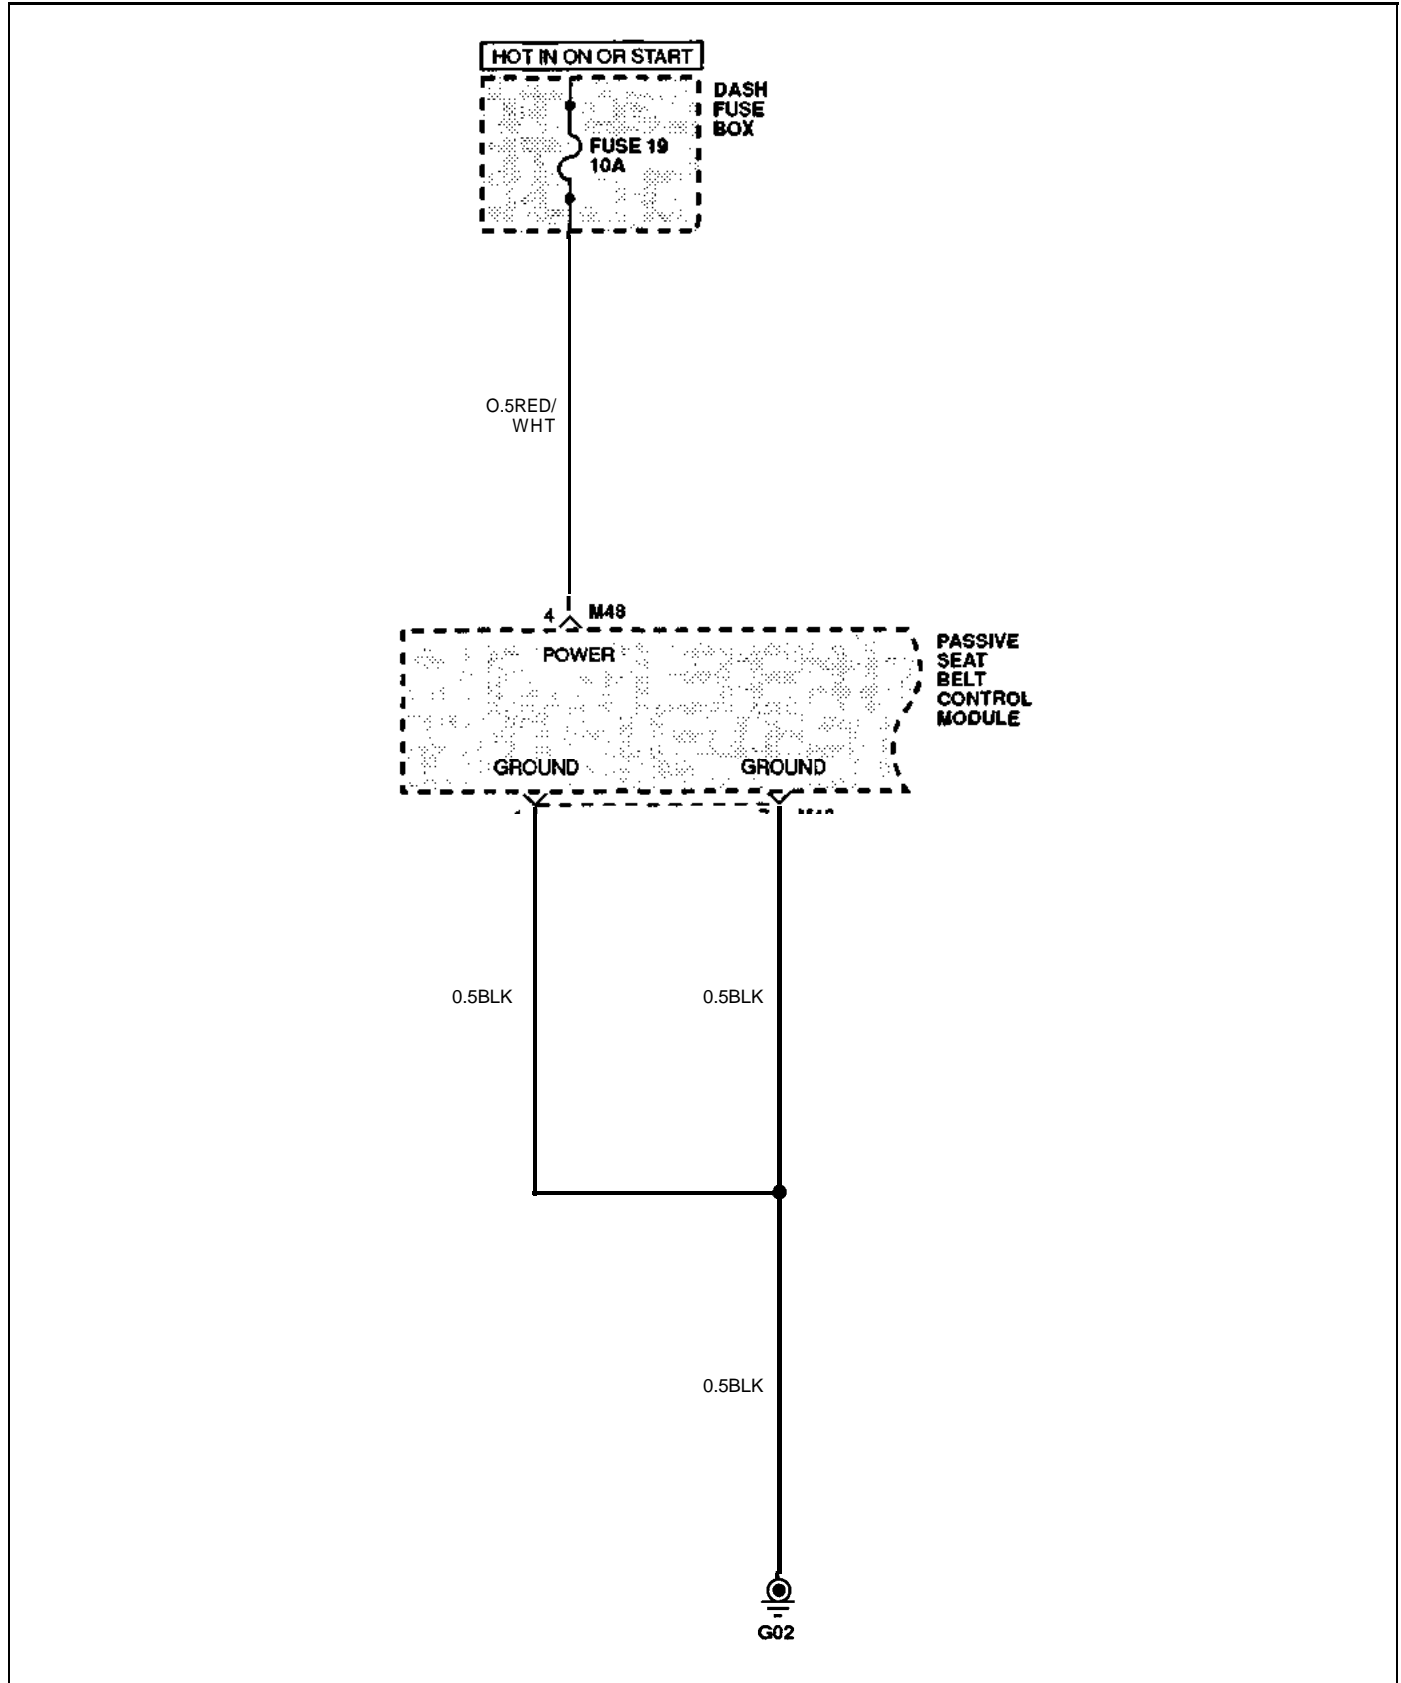 HOT IN ON OR START
DASH
FUSE
BOX
FUSE 19
10A
O.5RED/
WHT
4
M48
POWER
PASSIVE
SEAT
BELT
CONTROL
MODULE
GROUND
GROUND
0.5BLK
0.5BLK
0.5BLK
G02